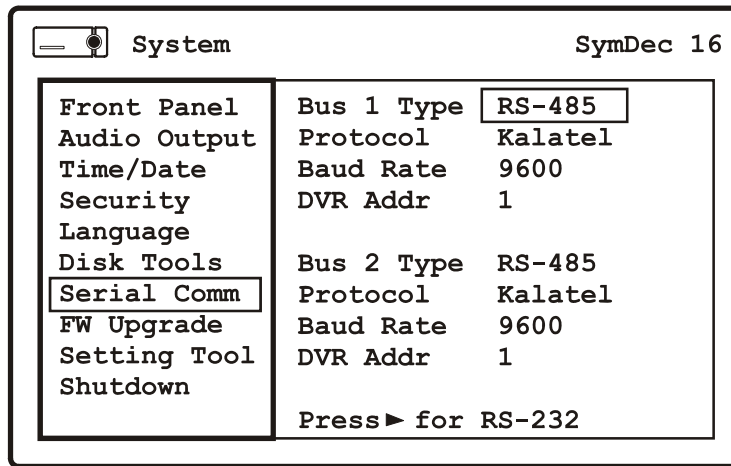 System SymDec 16
Front Panel
Audio Output
Time/Date
Security
Language
Disk Tools
Serial Comm
FW Upgrade
Setting Tool
Shutdown
Bus 1 Type RS-485
Protocol Kalatel
Baud Rate 9600
DVR Addr 1
Bus 2 Type RS-485
Protocol Kalatel
Baud Rate 9600
DVR Addr 1
Press► for RS-232